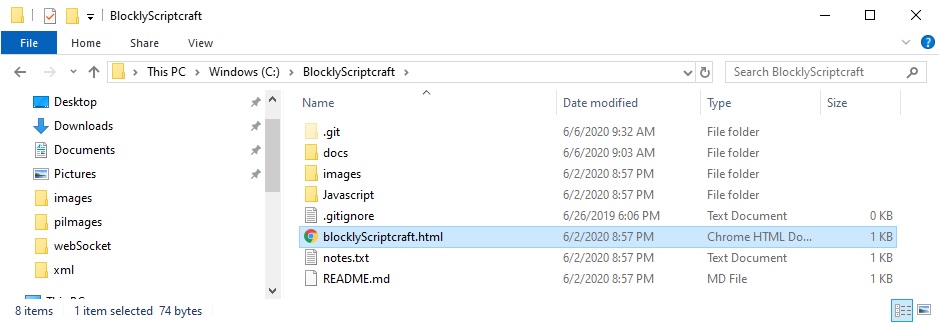 BlocklyScriptcraft
File Home Share View
This PC Windows (C:) BlocklyScriptcraft Search BlocklyScriptcraft
Desktop
Downloads
Documents
Pictures
images
piImages
webSocket
xml
This PC
Name Date modified Type Size
.git 6/6/2020 9:32 AM File folder
docs 6/6/2020 9:03 AM File folder
images 6/2/2020 8:57 PM File folder
Javascript 6/2/2020 8:57 PM File folder
.gitignore 6/26/2019 6:06 PM Text Document 0 KB
blocklyScriptcraft.html 6/2/2020 8:57 PM Chrome HTML Do... 1 KB
notes.txt 6/2/2020 8:57 PM Text Document 1 KB
README.md 6/2/2020 8:57 PM MD File 1 KB
8 items 1 item selected 74 bytes